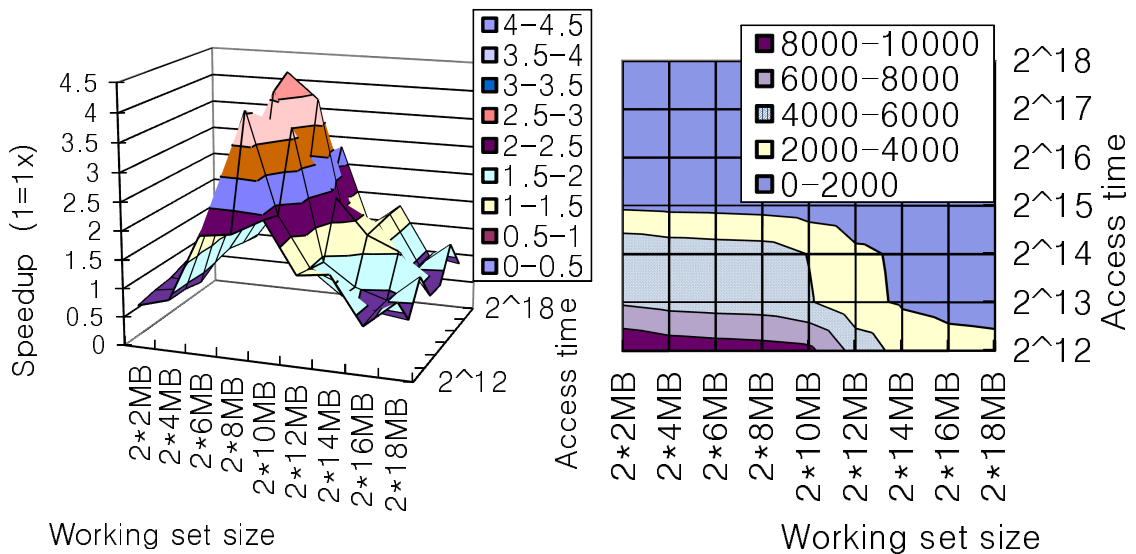 4.5
4
3.5
3
2.5
2
1.5
1
0.5
0
Speedup (1=1x)
2*2MB
2*4MB
2*6MB
2*8MB
2*10MB
2*12MB
2*14MB
2*16MB
2*18MB
Working set size
2^18
2^12
Access time
4-4.5
3.5-4
3-3.5
2.5-3
2-2.5
1.5-2
1-1.5
0.5-1
0-0.5
8000-10000
6000-8000
4000-6000
2000-4000
0-2000
2^18
2^17
2^16
2^15
2^14
2^13
2^12
Access time
2*2MB
2*4MB
2*6MB
2*8MB
2*10MB
2*12MB
2*14MB
2*16MB
2*18MB
Working set size